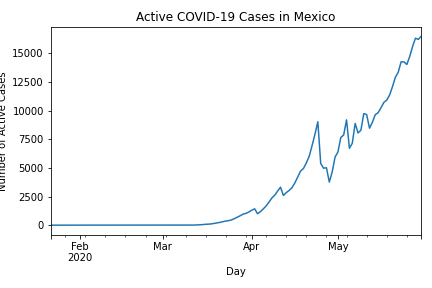 Active COVID-19 Cases in Mexico
Number of Active Cases
15000
12500
10000
7500
5000
2500
0
Feb Mar Apr May
2020
Day